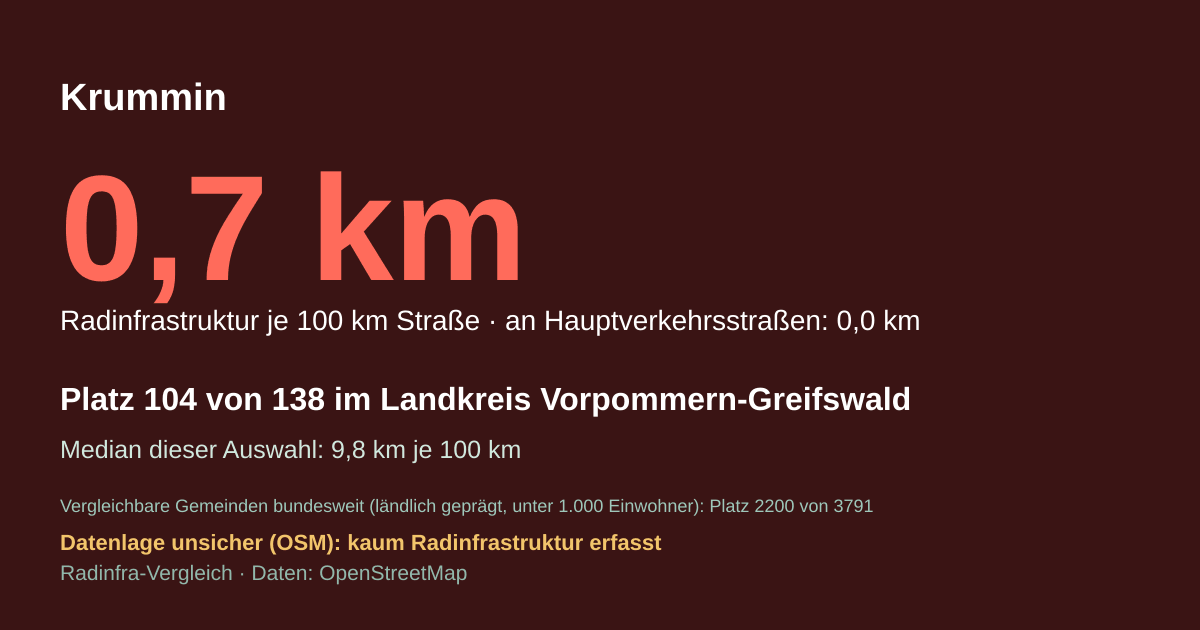 Krummin
0,7 km
Radinfrastruktur je 100 km Straße · an Hauptverkehrsstraßen: 0,0 km
Platz 104 von 138 im Landkreis Vorpommern-Greifswald
Median dieser Auswahl: 9,8 km je 100 km
Vergleichbare Gemeinden bundesweit (ländlich geprägt, unter 1.000 Einwohner): Platz 2200 von 3791
Datenlage unsicher (OSM): kaum Radinfrastruktur erfasst
Radinfra-Vergleich · Daten: OpenStreetMap